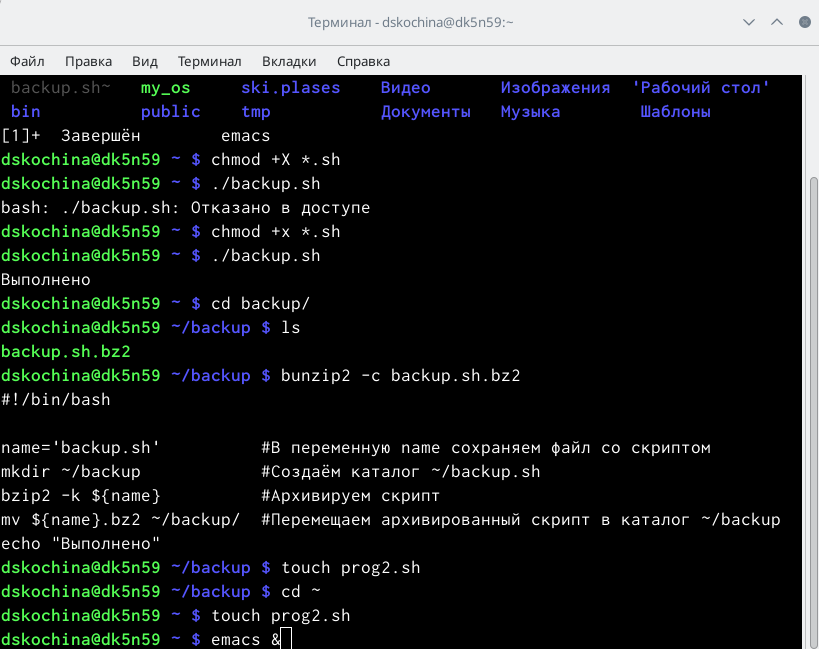 Терминал - dskochina@dk5n59:~
Файл Правка Вид Терминал Вкладки Справка
backup.sh~ my_os ski.plases Видео Изображения 'Рабочий стол'
bin public tmp Документы Музыка Шаблоны
[1]+  Завершён        emacs
dskochina@dk5n59 ~ $ chmod +X *.sh
dskochina@dk5n59 ~ $ ./backup.sh
bash: ./backup.sh: Отказано в доступе
dskochina@dk5n59 ~ $ chmod +x *.sh
dskochina@dk5n59 ~ $ ./backup.sh
Выполнено
dskochina@dk5n59 ~ $ cd backup/
dskochina@dk5n59 ~/backup $ ls
backup.sh.bz2
dskochina@dk5n59 ~/backup $ bunzip2 -c backup.sh.bz2
#!/bin/bash
name='backup.sh'          #В переменную name сохраняем файл со скриптом
mkdir ~/backup            #Создаём каталог ~/backup.sh
bzip2 -k ${name}          #Архивируем скрипт
mv ${name}.bz2 ~/backup/  #Перемещаем архивированный скрипт в каталог ~/backup
echo "Выполнено"
dskochina@dk5n59 ~/backup $ touch prog2.sh
dskochina@dk5n59 ~/backup $ cd ~
dskochina@dk5n59 ~ $ touch prog2.sh
dskochina@dk5n59 ~ $ emacs &